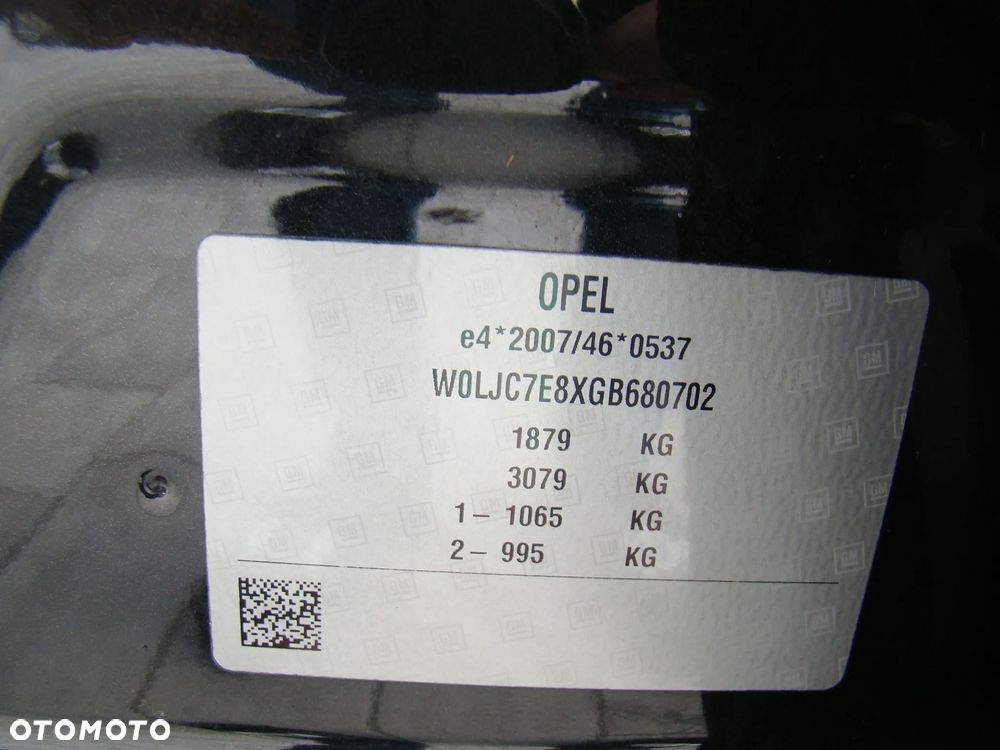 OPEL
e4*2007/46*0537
W0LJC7E8XGB680702
1879 KG
3079 KG
1- 1065 KG
2- 995 KG
OTOMOTO